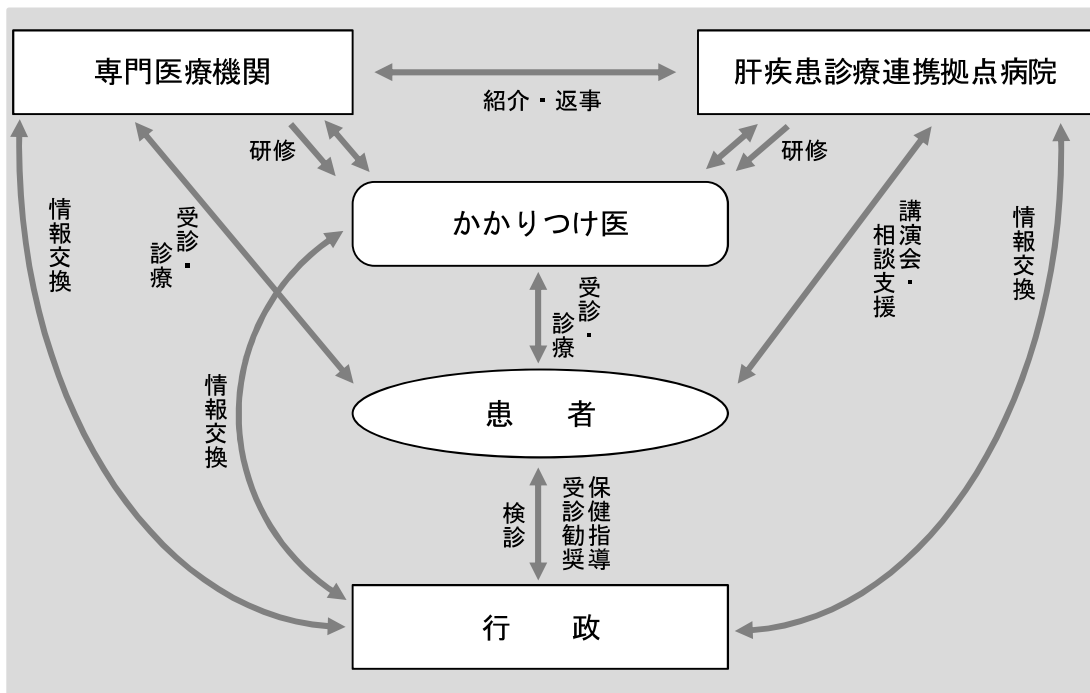 専門医療機関
肝疾患診療連携拠点病院
紹介・返事
研修
研修
かかりつけ医
情報交換
受診・
診療
講演会・
相談支援
情報交換
受診・
診療
情報交換
患　者
検診
保健指導
受診勧奨
行　政